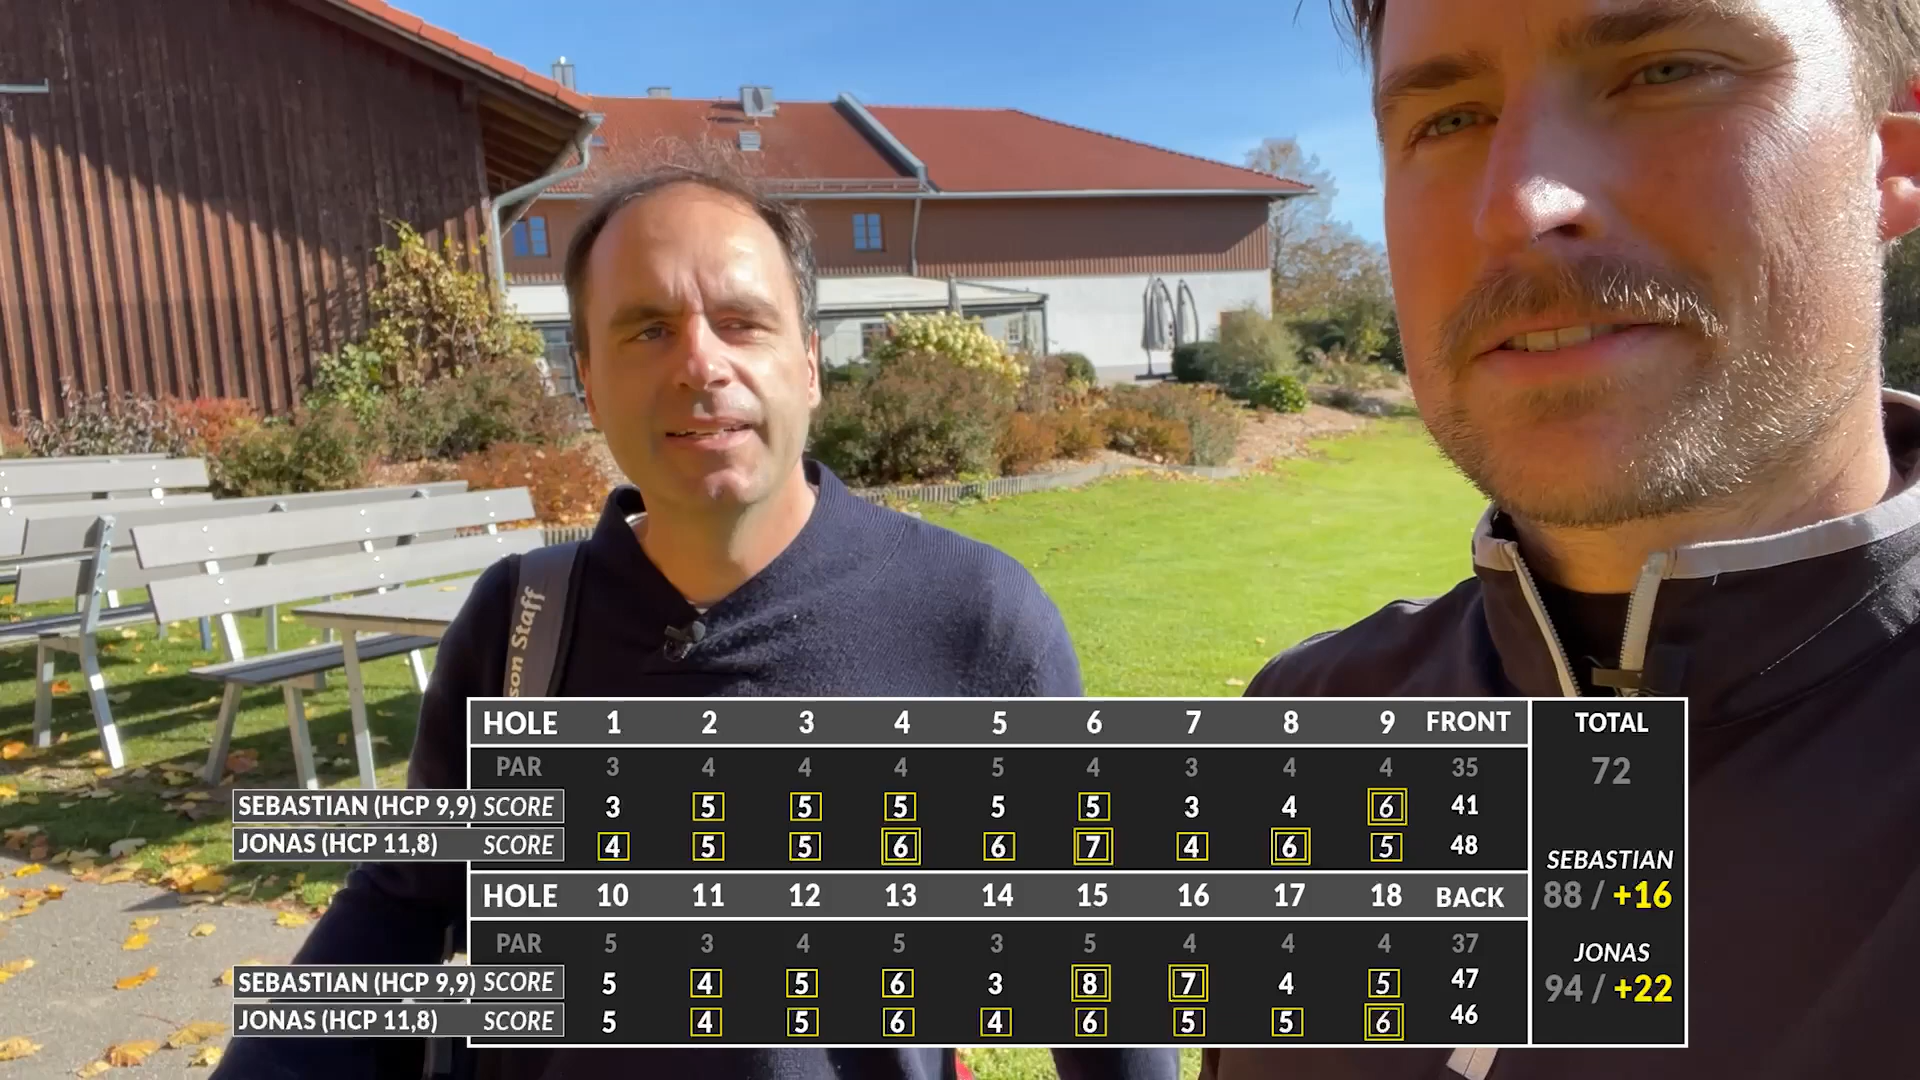 son Staff
HOLE 1 2 3 4 5 6 7 8 9 FRONT TOTAL
PAR 3 4 4 4 5 4 3 4 4 35 72
SEBASTIAN (HCP 9,9) SCORE 3 5 5 5 5 5 3 4 6 41
JONAS (HCP 11,8) SCORE 4 5 5 6 6 7 4 6 5 48
HOLE 10 11 12 13 14 15 16 17 18 BACK
PAR 5 3 4 5 3 5 4 4 4 37
SEBASTIAN (HCP 9,9) SCORE 5 4 5 6 3 8 7 4 5 47
JONAS (HCP 11,8) SCORE 5 4 5 6 4 6 5 5 6 46
SEBASTIAN
88 / +16
JONAS
94 / +22